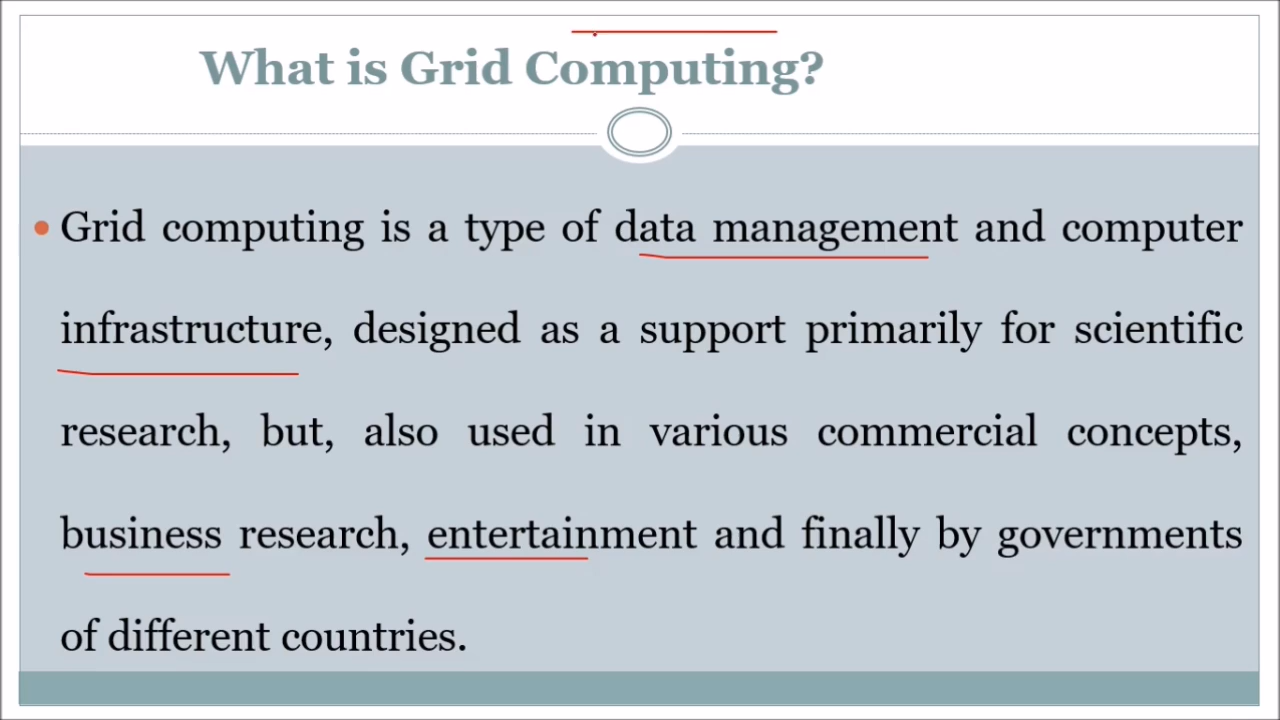 What is Grid Computing?
• Grid computing is a type of data management and computer
infrastructure, designed as a support primarily for scientific
research, but, also used in various commercial concepts,
business research, entertainment and finally by governments
of different countries.